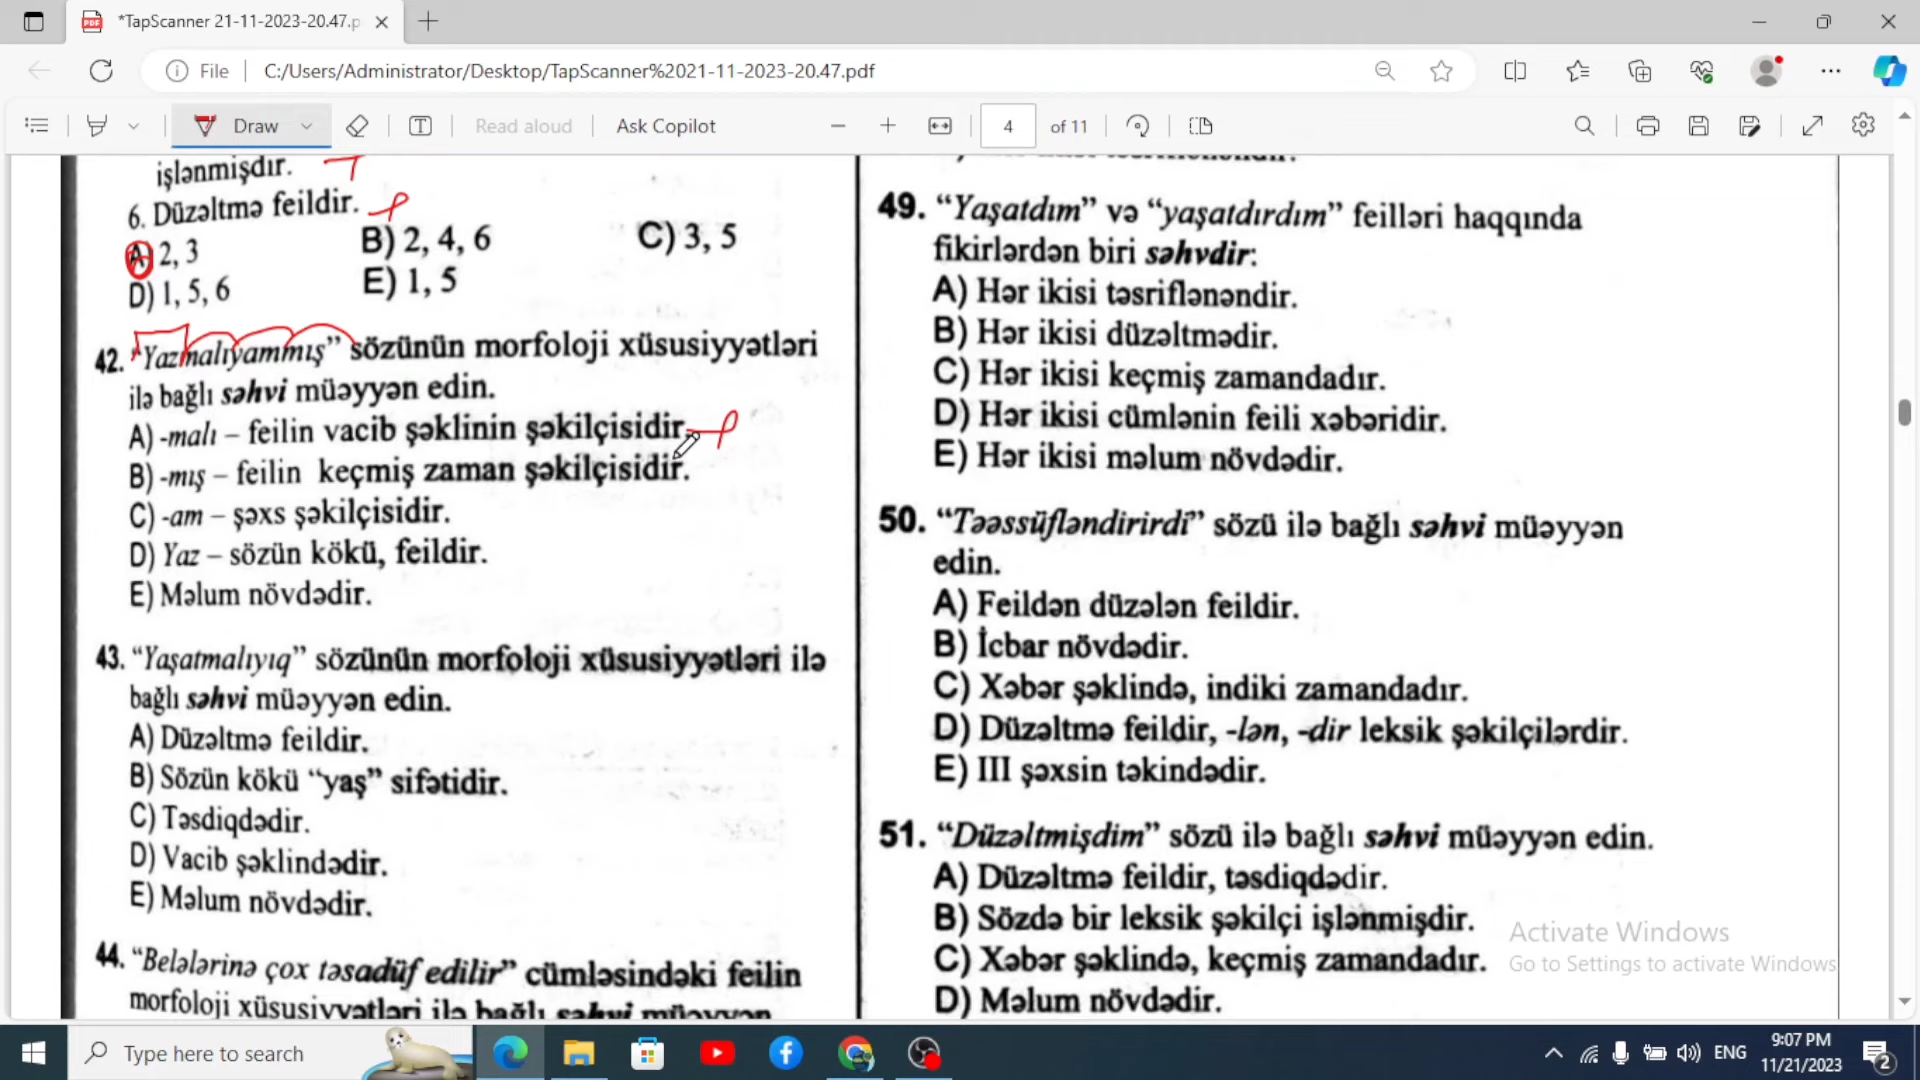 *TapScanner 21-11-2023-20.47.p
File
C:/Users/Administrator/Desktop/TapScanner%2021-11-2023-20.47.pdf
Draw
Read aloud
Ask Copilot
4
of 11
işlənmişdir.
6. Düzəltmə feildir.
A) 2, 3
B) 2, 4, 6
C) 3, 5
D) 1, 5, 6
E) 1, 5
42. "Yazmalıyammış" sözünün morfoloji xüsusiyyətləri
ilə bağlı səhvi müəyyən edin.
A) -malı – feilin vacib şəklinin şəkilçisidir.
B) -mış – feilin keçmiş zaman şəkilçisidir.
C) -am – şəxs şəkilçisidir.
D) Yaz – sözün kökü, feildir.
E) Məlum növdədir.
43. "Yaşatmalıyıq" sözünün morfoloji xüsusiyyətləri ilə
bağlı səhvi müəyyən edin.
A) Düzəltmə feildir.
B) Sözün kökü "yaş" sifətidir.
C) Təsdiqdədir.
D) Vacib şəklindədir.
E) Məlum növdədir.
44. "Belələrinə çox təsadüf edilir" cümləsindəki feilin
morfoloji xüsusiyyətləri ilə bağlı səhvi müəyyən
49. "Yaşatdım" və "yaşatdırdım" feilləri haqqında
fikirlərdən biri səhvdir:
A) Hər ikisi təsriflənəndir.
B) Hər ikisi düzəltmədir.
C) Hər ikisi keçmiş zamandadır.
D) Hər ikisi cümlənin feili xəbəridir.
E) Hər ikisi məlum növdədir.
50. "Təəssüfləndirirdi" sözü ilə bağlı səhvi müəyyən
edin.
A) Feildən düzələn feildir.
B) İcbar növdədir.
C) Xəbər şəklində, indiki zamandadır.
D) Düzəltmə feildir, -lən, -dir leksik şəkilçilərdir.
E) III şəxsin təkindədir.
51. "Düzəltmişdim" sözü ilə bağlı səhvi müəyyən edin.
A) Düzəltmə feildir, təsdiqdədir.
B) Sözdə bir leksik şəkilçi işlənmişdir.
C) Xəbər şəklində, keçmiş zamandadır.
D) Məlum növdədir.
Activate Windows
Go to Settings to activate Windows
Type here to search
ENG
9:07 PM
11/21/2023
2